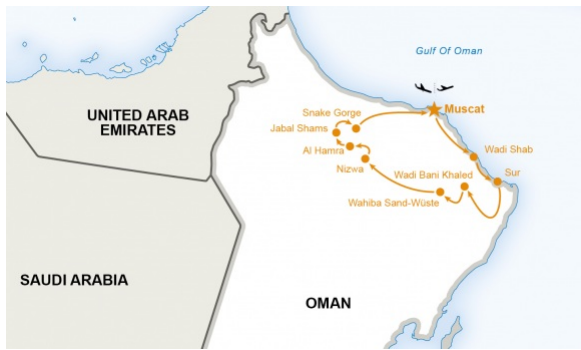 Gulf Of Oman
Muscat
Snake Gorge
UNITED ARAB
EMIRATES
Jabal Shams
Al Hamra
Wadi Shab
Nizwa
Wadi Bani Khaled
Sur
Wahiba Sand-Wüste
SAUDI ARABIA
OMAN